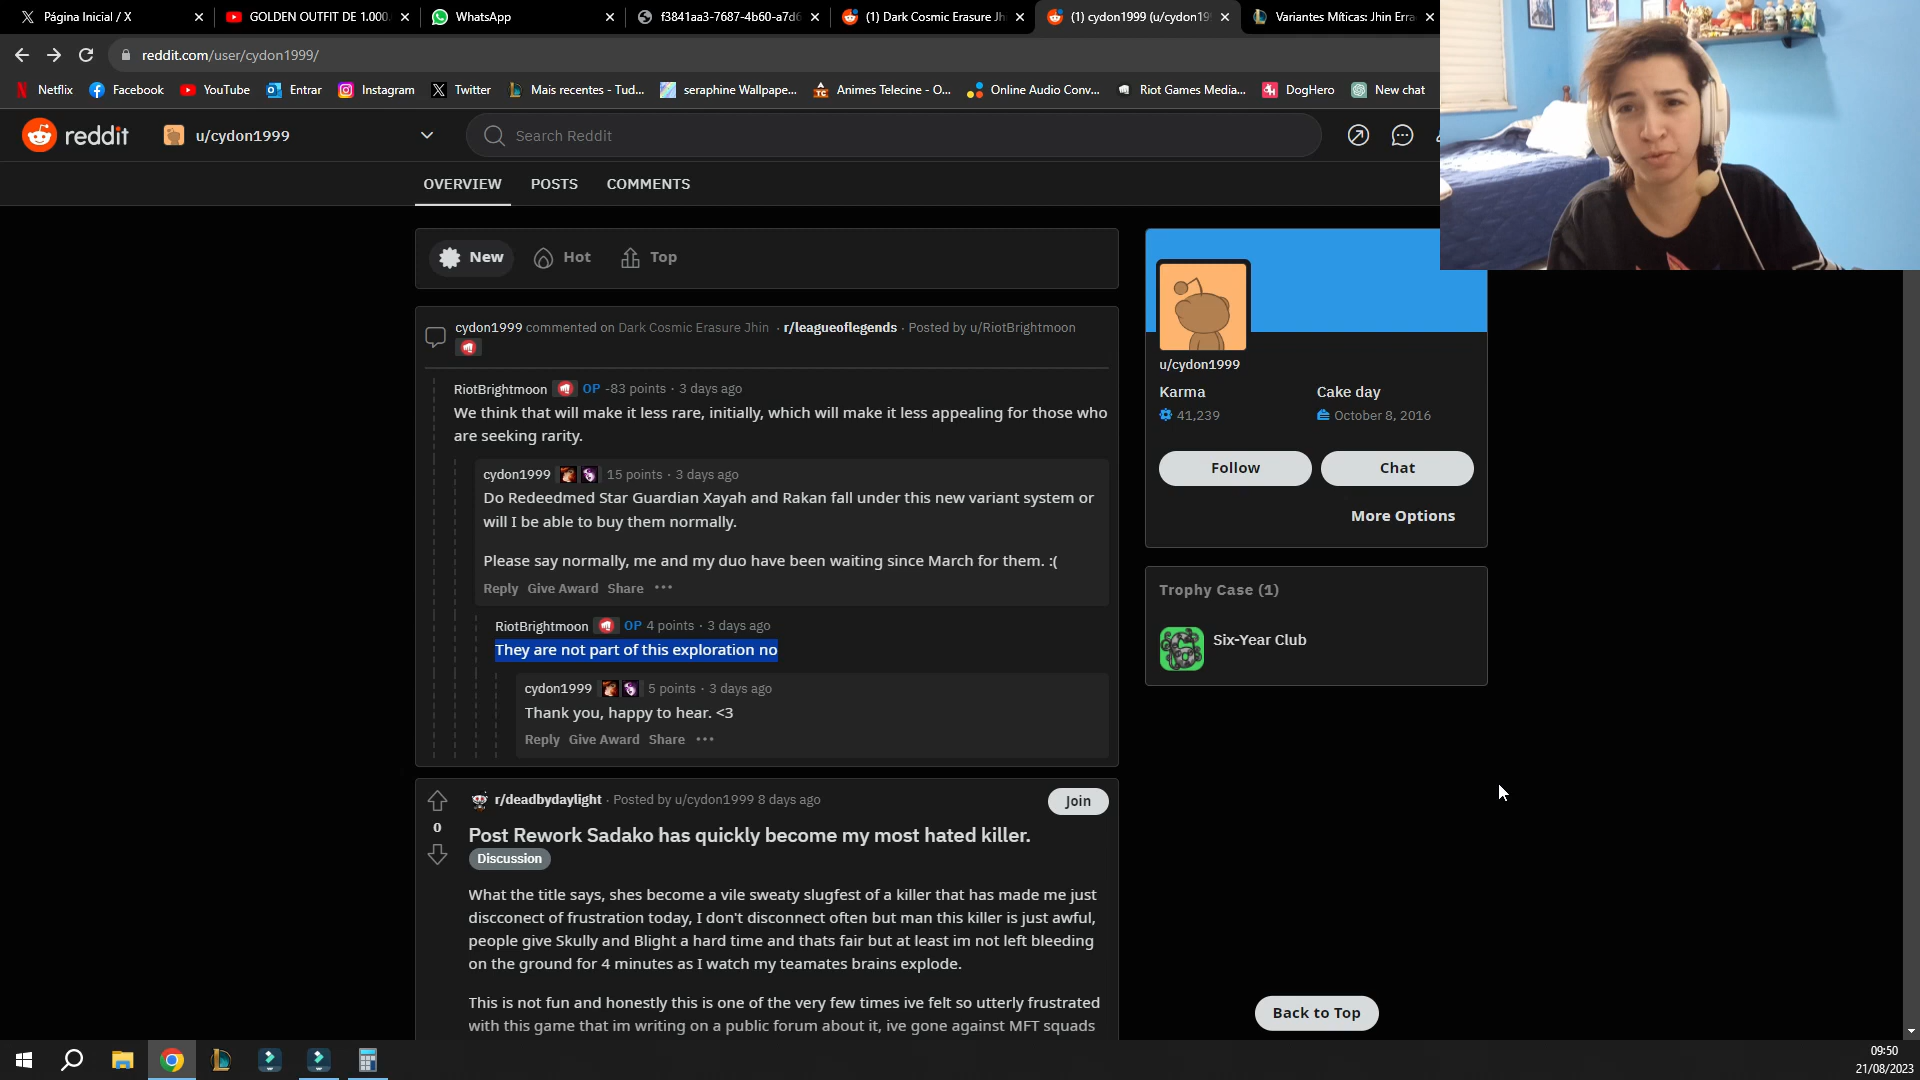 Página Inicial / X
GOLDEN OUTFIT DE 1.000.
WhatsApp
f3841aa3-7687-4b60-a7d6
(1) Dark Cosmic Erasure Jh
(1) cydon1999 (u/cydon19
Variantes Míticas: Jhin Erra
reddit.com/user/cydon1999/
Netflix
Facebook
YouTube
Entrar
Instagram
Twitter
Mais recentes - Tud...
seraphine Wallpape...
Animes Telecine - O...
Online Audio Conv...
Riot Games Media...
DogHero
New chat
reddit
u/cydon1999
Search Reddit
OVERVIEW
POSTS
COMMENTS
New
Hot
Top
cydon1999 commented on Dark Cosmic Erasure Jhin · r/leagueoflegends · Posted by u/RiotBrightmoon
RiotBrightmoon OP -83 points · 3 days ago
We think that will make it less rare, initially, which will make it less appealing for those who
are seeking rarity.
cydon1999 15 points · 3 days ago
Do Redeedmed Star Guardian Xayah and Rakan fall under this new variant system or
will I be able to buy them normally.
Please say normally, me and my duo have been waiting since March for them. :(
Reply Give Award Share •••
RiotBrightmoon OP 4 points · 3 days ago
They are not part of this exploration no
cydon1999 5 points · 3 days ago
Thank you, happy to hear. <3
Reply Give Award Share •••
r/deadbydaylight · Posted by u/cydon1999 8 days ago
Join
0
Post Rework Sadako has quickly become my most hated killer.
Discussion
What the title says, shes become a vile sweaty slugfest of a killer that has made me just
discconect of frustration today, I don't disconnect often but man this killer is just awful,
people give Skully and Blight a hard time and thats fair but at least im not left bleeding
on the ground for 4 minutes as I watch my teamates brains explode.
This is not fun and honestly this is one of the very few times ive felt so utterly frustrated
with this game that im writing on a public forum about it, ive gone against MFT squads
u/cydon1999
Karma
Cake day
41,239
October 8, 2016
Follow
Chat
More Options
Trophy Case (1)
6
Six-Year Club
Back to Top
09:50
21/08/2023